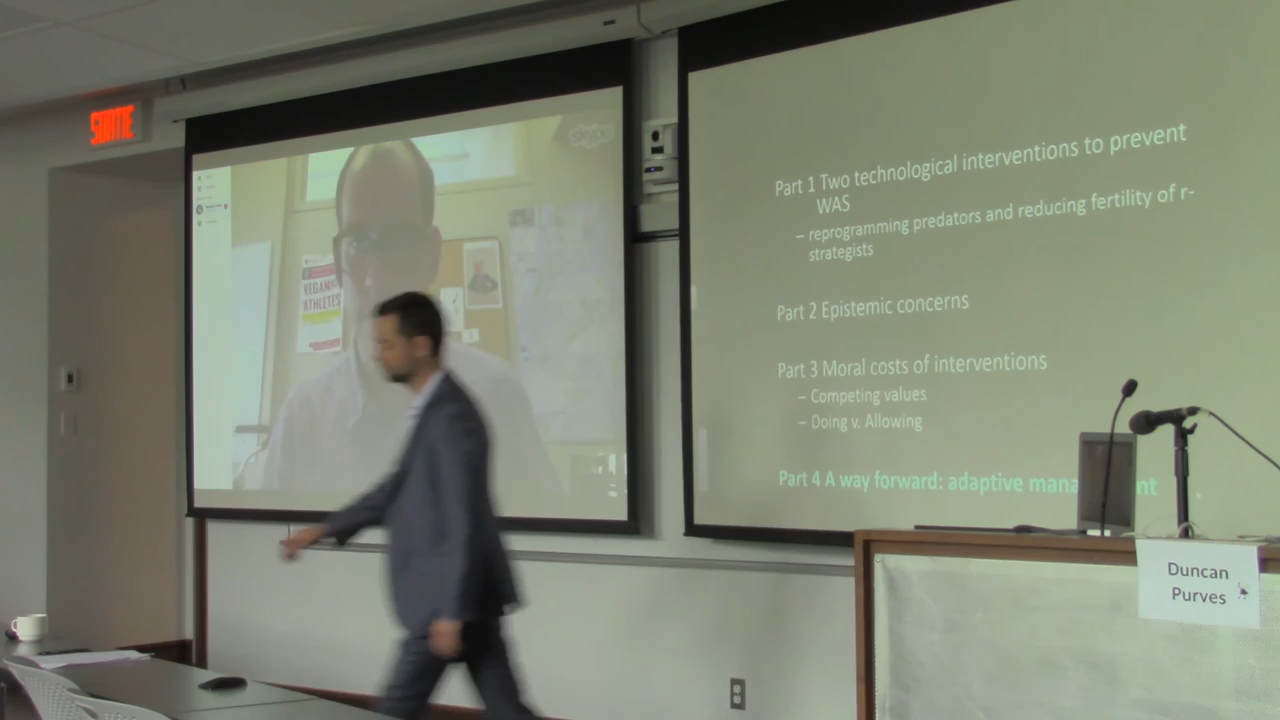 SORTIE
skype
VEGAN
ATHLETES
Part 1 Two technological interventions to prevent
WAS
– reprogramming predators and reducing fertility of r-
strategists
Part 2 Epistemic concerns
Part 3 Moral costs of interventions
– Competing values
– Doing v. Allowing
Part 4 A way forward: adaptive
Duncan
Purves